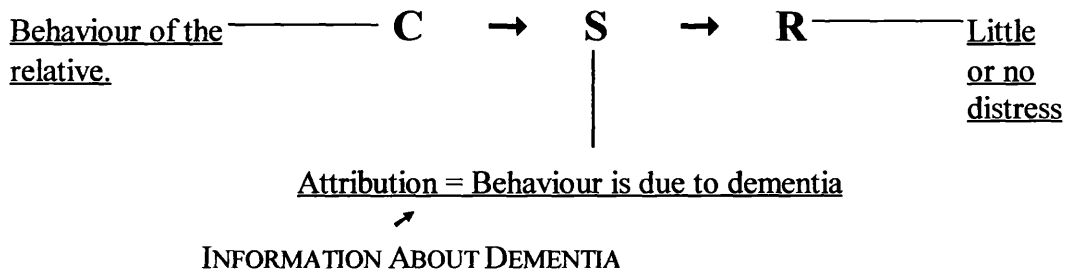 Behaviour of the C → S → R Little
relative. or no
distress
Attribution = Behaviour is due to dementia
INFORMATION ABOUT DEMENTIA